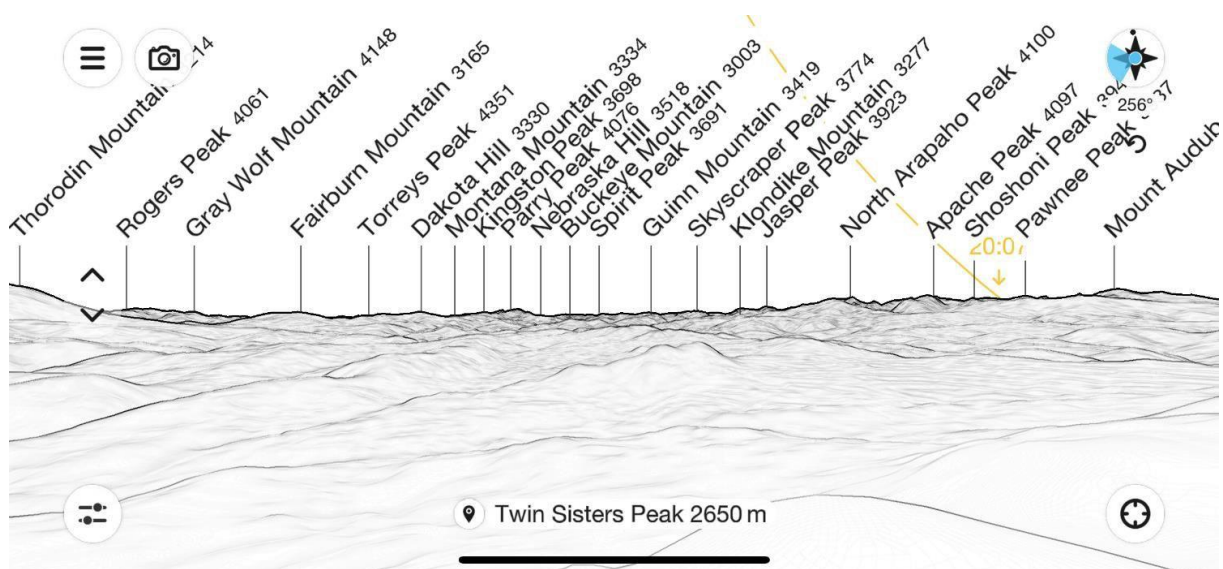 Thorodin Mountain
Rogers Peak 4061
Gray Wolf Mountain 4148
Fairburn Mountain 3165
Torreys Peak 4351
Dakota Hill 3330
Montana Mountain 3334
Kingston Peak 3698
Parry Peak 4076
Nebraska Hill 3518
Buckeye Mountain 3003
Spirit Peak 3691
Guinn Mountain 3419
Skyscraper Peak 3774
Klondike Mountain 3277
Jasper Peak 3923
North Arapaho Peak 4100
Apache Peak 4097
Shoshoni Peak
Pawnee Peak
256°
20:07
Twin Sisters Peak 2650 m